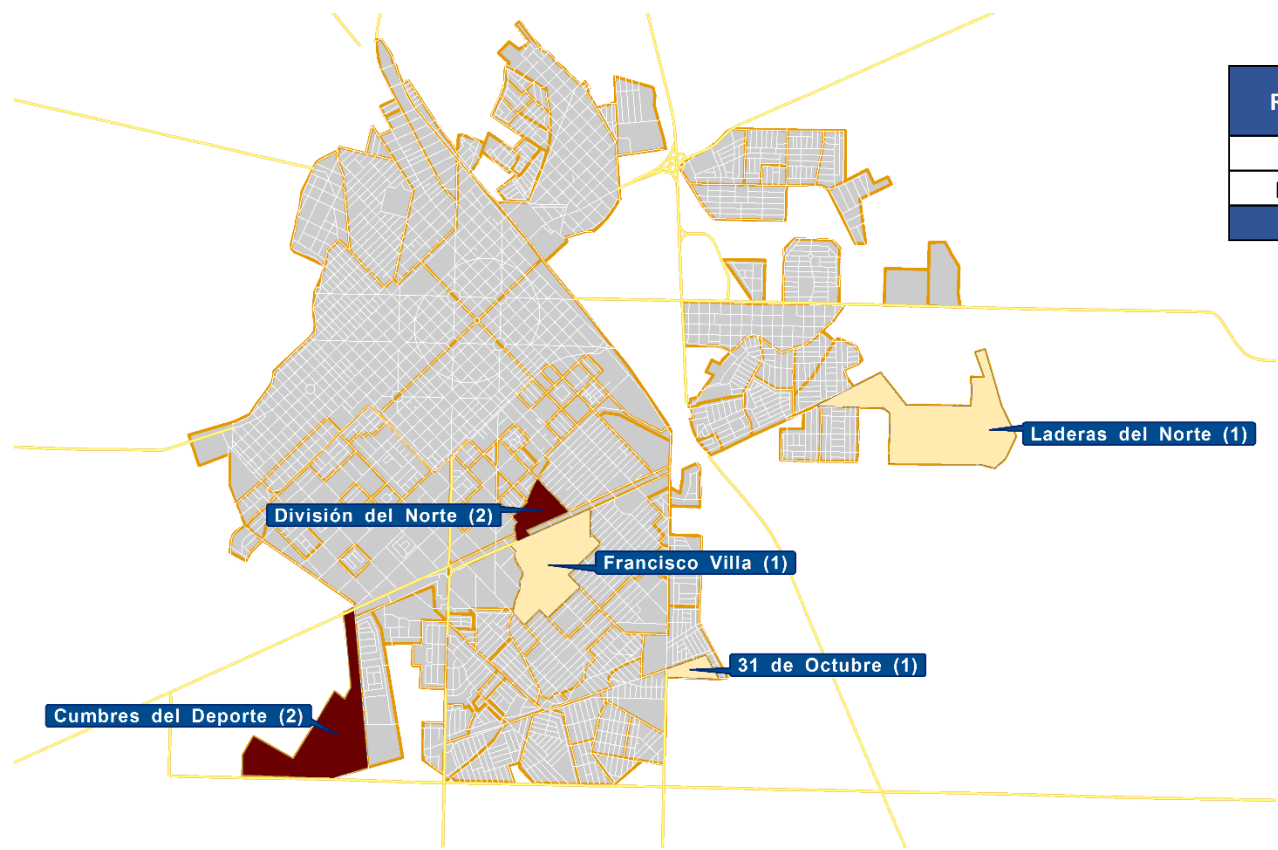 Laderas del Norte (1)
División del Norte (2)
Francisco Villa (1)
31 de Octubre (1)
Cumbres del Deporte (2)